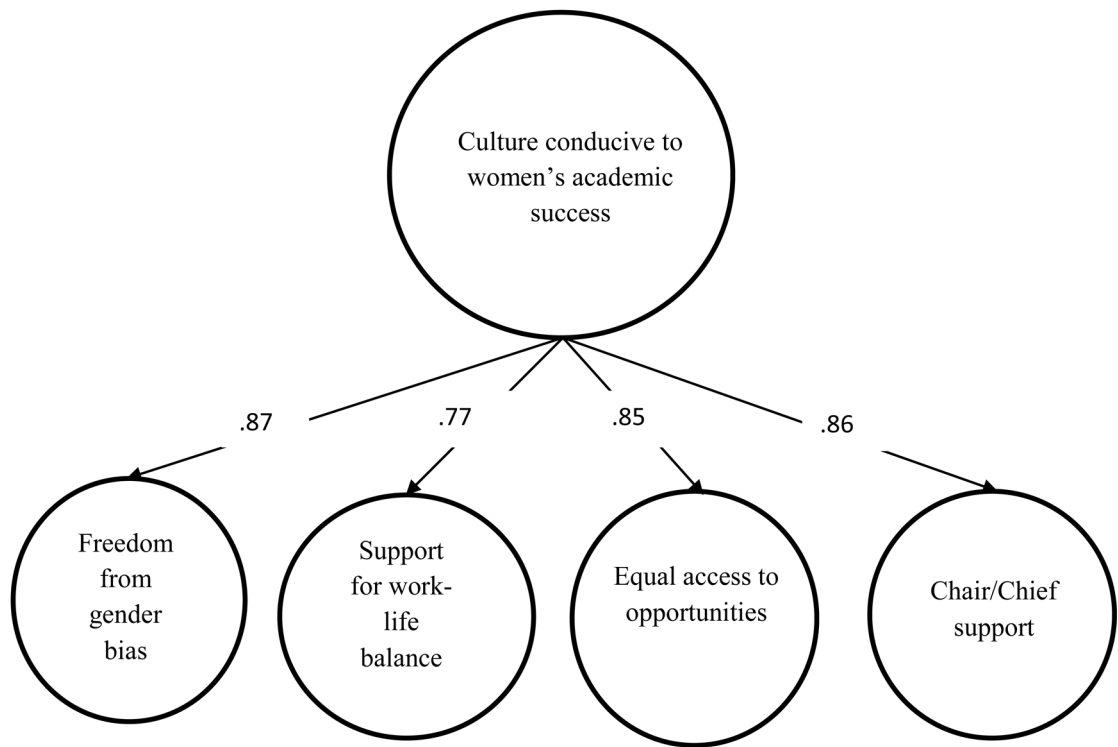 Culture conducive to
women’s academic
success
.87
.77
.85
.86
Freedom
from
gender
bias
Support
for work-
life
balance
Equal access to
opportunities
Chair/Chief
support